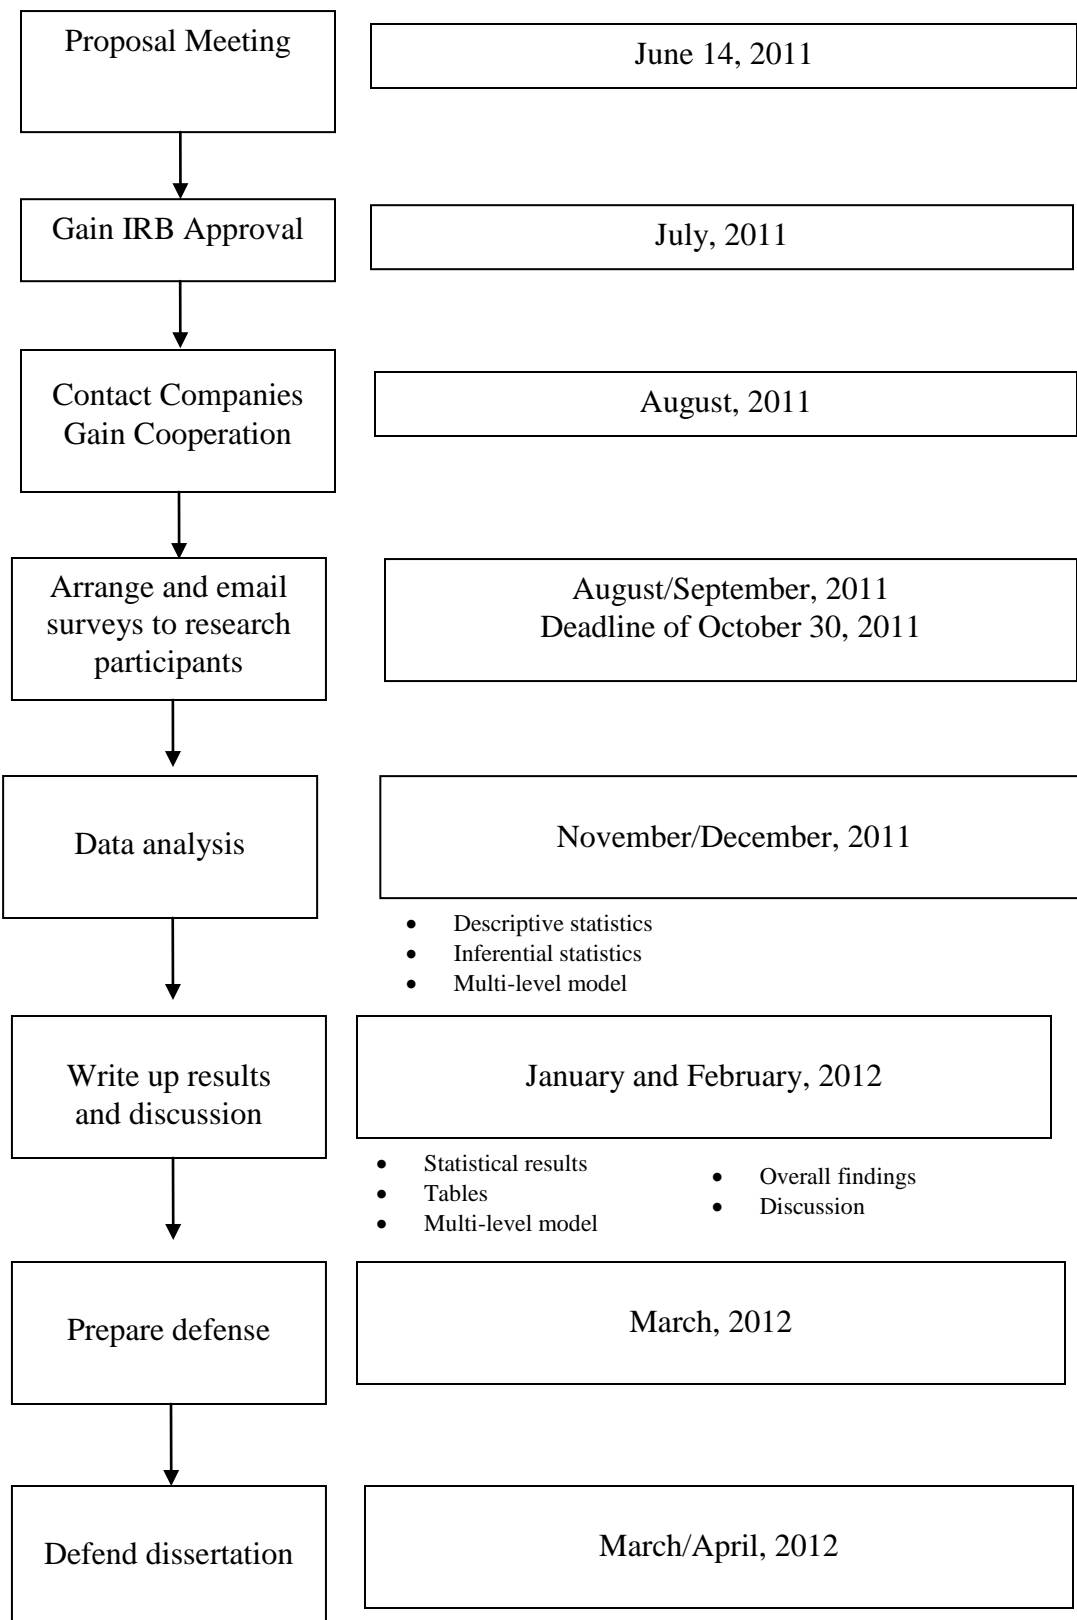 Proposal Meeting
June 14, 2011
Gain IRB Approval
July, 2011
Contact Companies
Gain Cooperation
August, 2011
Arrange and email
surveys to research
participants
August/September, 2011
Deadline of October 30, 2011
Data analysis
November/December, 2011
• Descriptive statistics
• Inferential statistics
• Multi-level model
Write up results
and discussion
January and February, 2012
• Statistical results
• Tables
• Multi-level model
• Overall findings
• Discussion
Prepare defense
March, 2012
Defend dissertation
March/April, 2012